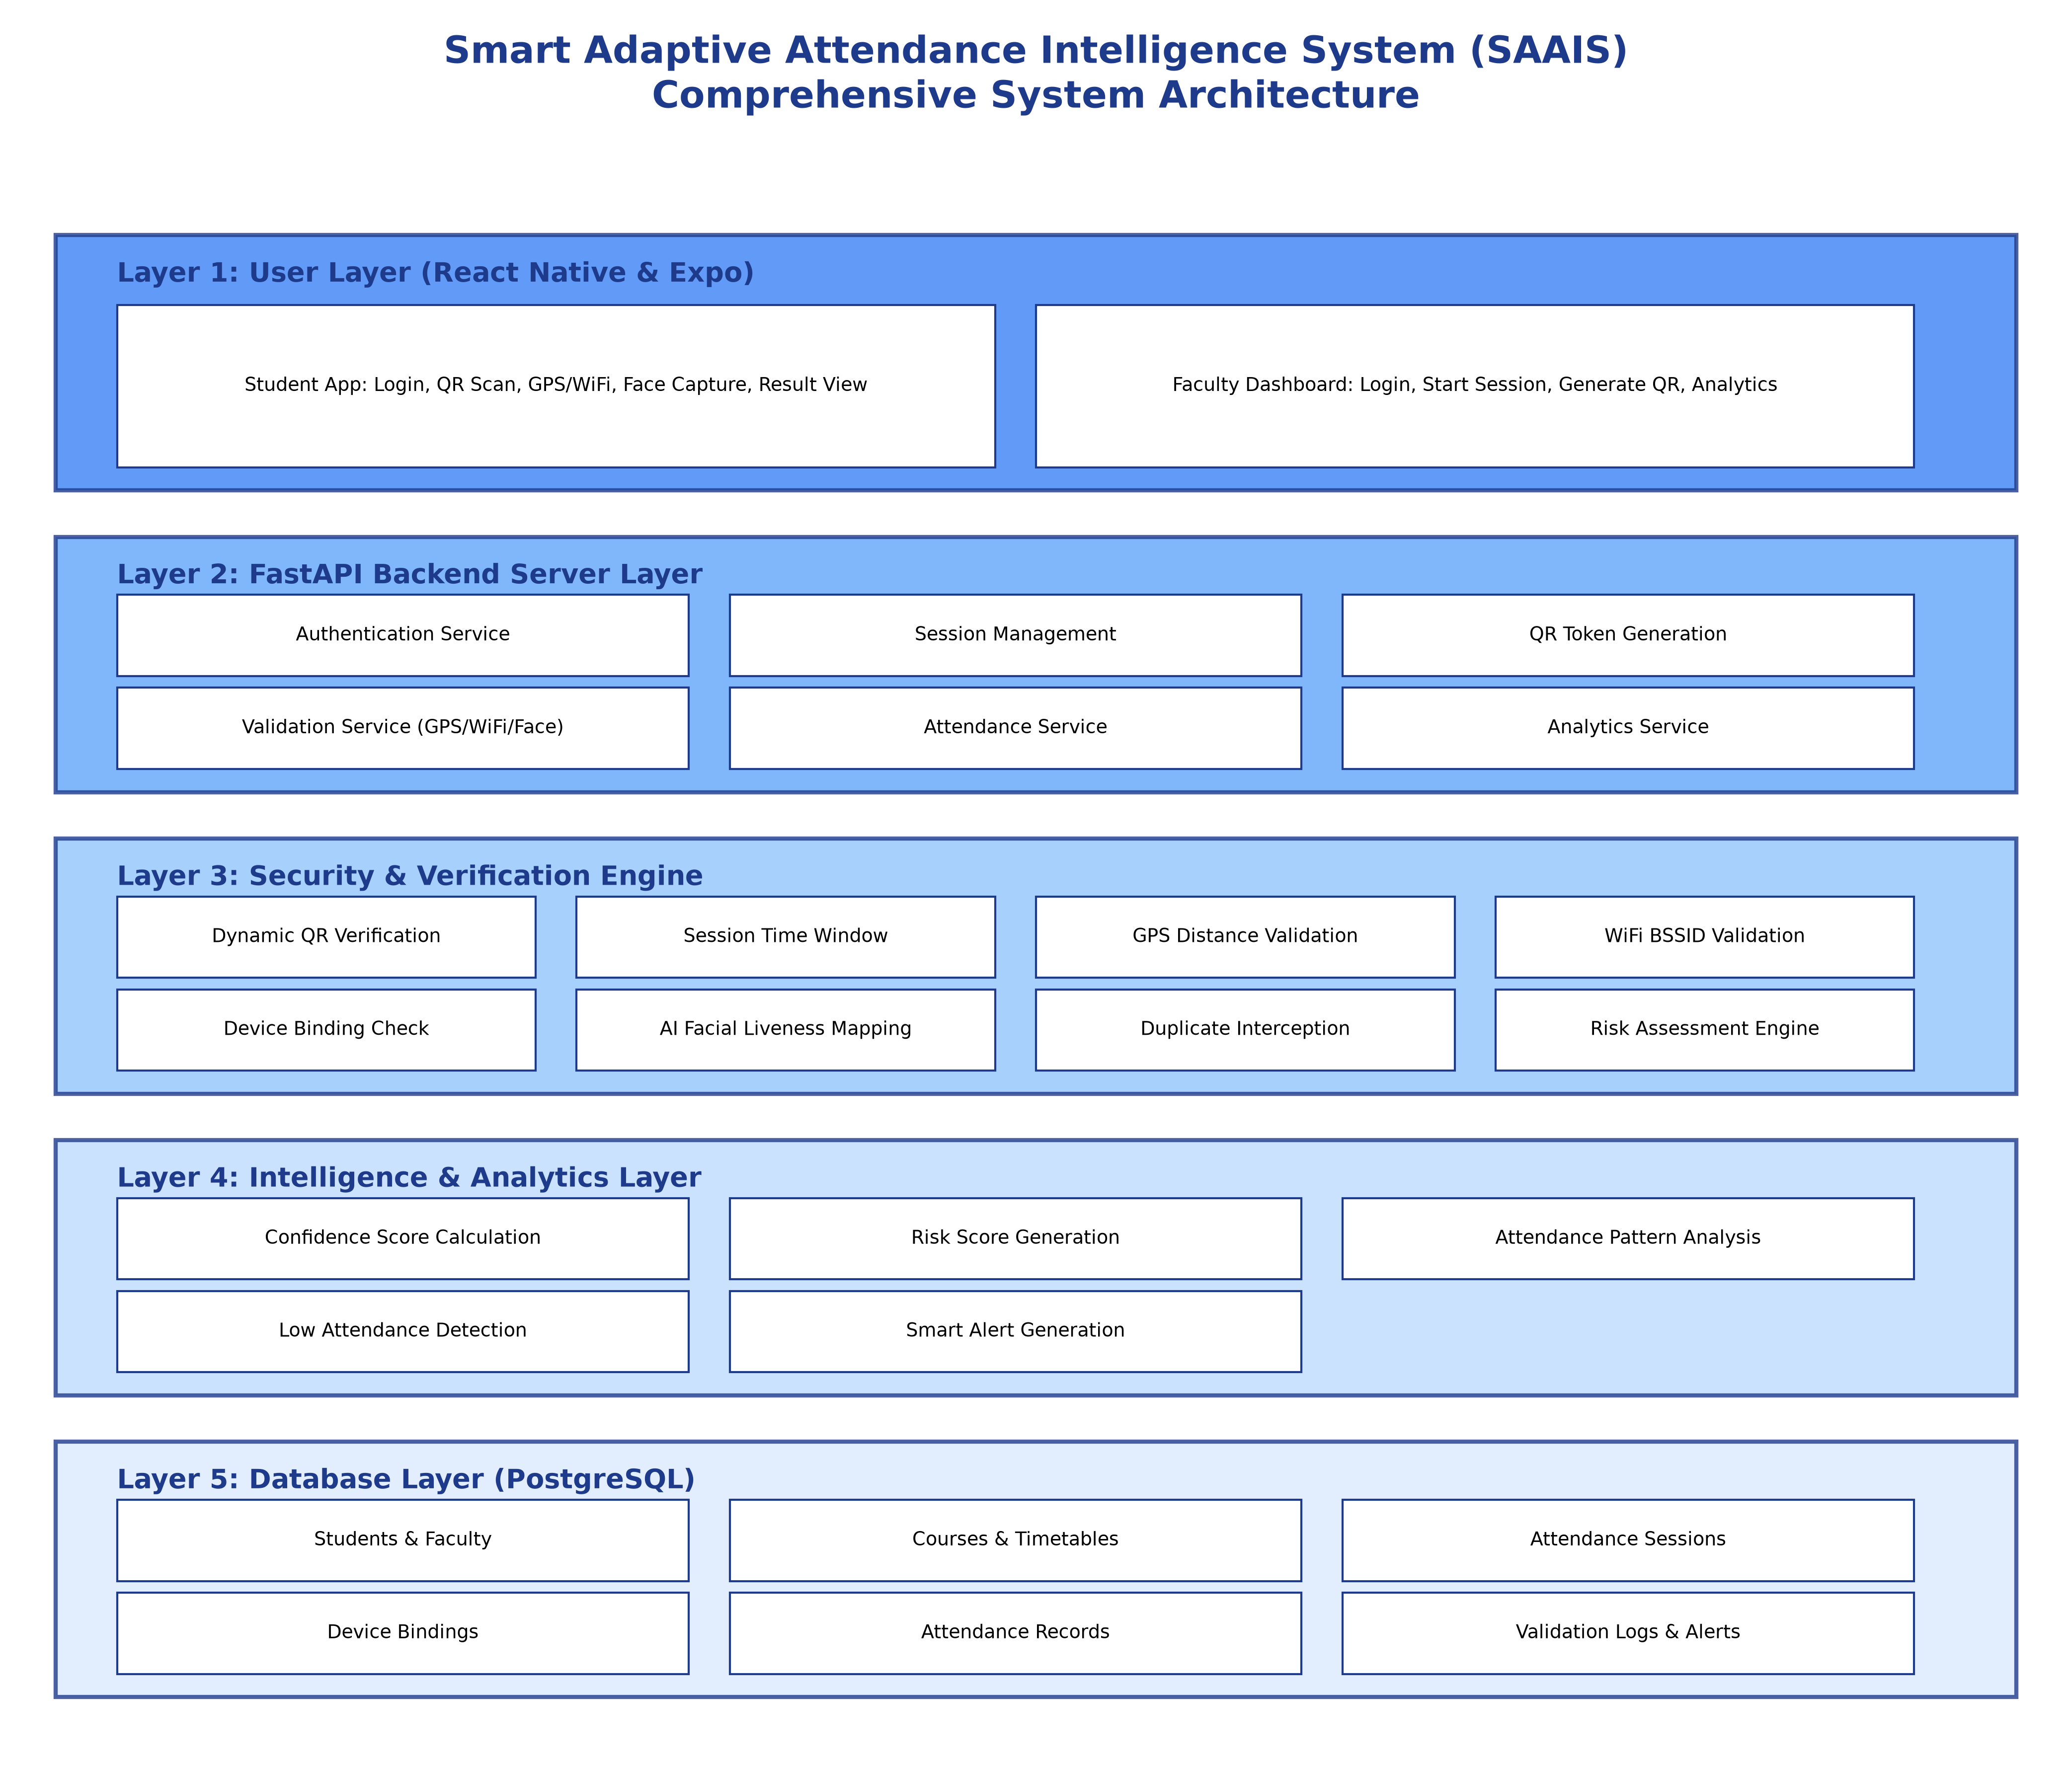 Smart Adaptive Attendance Intelligence System (SAAIS)
Comprehensive System Architecture
Layer 1: User Layer (React Native & Expo)
Student App: Login, QR Scan, GPS/WiFi, Face Capture, Result View
Faculty Dashboard: Login, Start Session, Generate QR, Analytics
Layer 2: FastAPI Backend Server Layer
Authentication Service
Session Management
QR Token Generation
Validation Service (GPS/WiFi/Face)
Attendance Service
Analytics Service
Layer 3: Security & Verification Engine
Dynamic QR Verification
Session Time Window
GPS Distance Validation
WiFi BSSID Validation
Device Binding Check
AI Facial Liveness Mapping
Duplicate Interception
Risk Assessment Engine
Layer 4: Intelligence & Analytics Layer
Confidence Score Calculation
Risk Score Generation
Attendance Pattern Analysis
Low Attendance Detection
Smart Alert Generation
Layer 5: Database Layer (PostgreSQL)
Students & Faculty
Courses & Timetables
Attendance Sessions
Device Bindings
Attendance Records
Validation Logs & Alerts